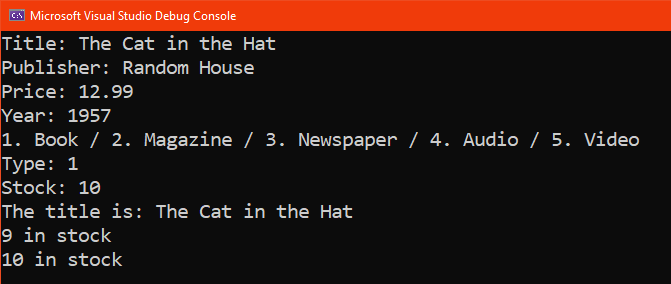 Microsoft Visual Studio Debug Console
Title: The Cat in the Hat
Publisher: Random House
Price: 12.99
Year: 1957
1. Book / 2. Magazine / 3. Newspaper / 4. Audio / 5. Video
Type: 1
Stock: 10
The title is: The Cat in the Hat
9 in stock
10 in stock